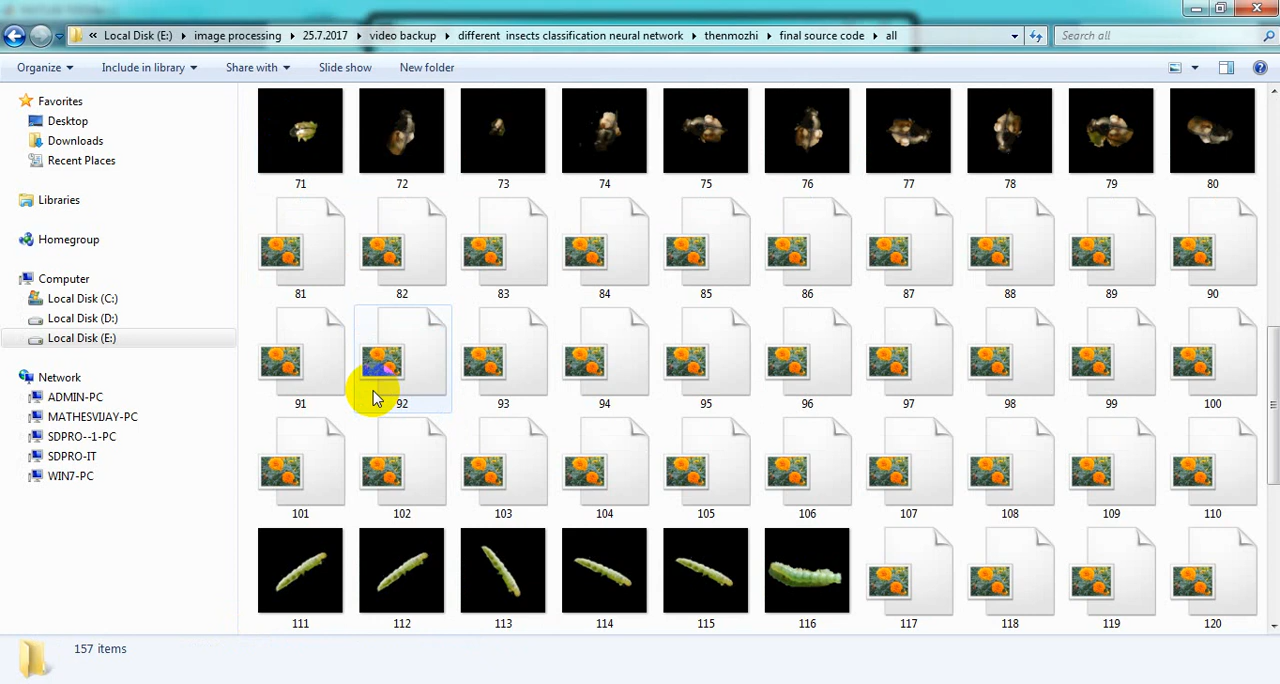 « Local Disk (E:) image processing 25.7.2017 video backup different insects classification neural network thenmozhi final source code all
Search all
Organize Include in library Share with Slide show New folder
Favorites
Desktop
Downloads
Recent Places
Libraries
Homegroup
Computer
Local Disk (C:)
Local Disk (D:)
Local Disk (E:)
Network
ADMIN-PC
MATHESVIJAY-PC
SDPRO--1-PC
SDPRO-IT
WIN7-PC
71 72 73 74 75 76 77 78 79 80
81 82 83 84 85 86 87 88 89 90
91 92 93 94 95 96 97 98 99 100
101 102 103 104 105 106 107 108 109 110
111 112 113 114 115 116 117 118 119 120
157 items